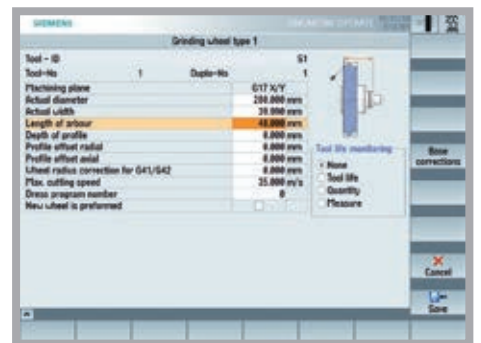 SIEMENS
SINUMERIK OPERATE
Grinding wheel type 1
Tool - ID S1
Tool-No 1 Duplo-No 1
Machining plane G17 X/Y
Actual diameter 280.000 mm
Actual width 20.000 mm
Length of arbour 40.000 mm
Depth of profile 0.000 mm
Profile offset radial 0.000 mm
Profile offset axial 0.000 mm
Wheel radius correction for G41/G42 0.000 mm
Max. cutting speed 35.000 m/s
Dress program number 0
New wheel is preformed
Tool life monitoring
None
Tool life
Quantity
Measure
Base
corrections
Cancel
Save